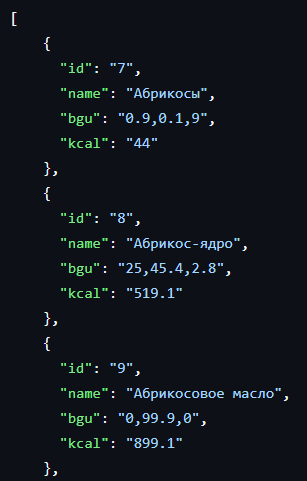 [
{
"id": "7",
"name": "Абрикосы",
"bgu": "0.9,0.1,9",
"kcal": "44"
},
{
"id": "8",
"name": "Абрикос-ядро",
"bgu": "25,45.4,2.8",
"kcal": "519.1"
},
{
"id": "9",
"name": "Абрикосовое масло",
"bgu": "0,99.9,0",
"kcal": "899.1"
},